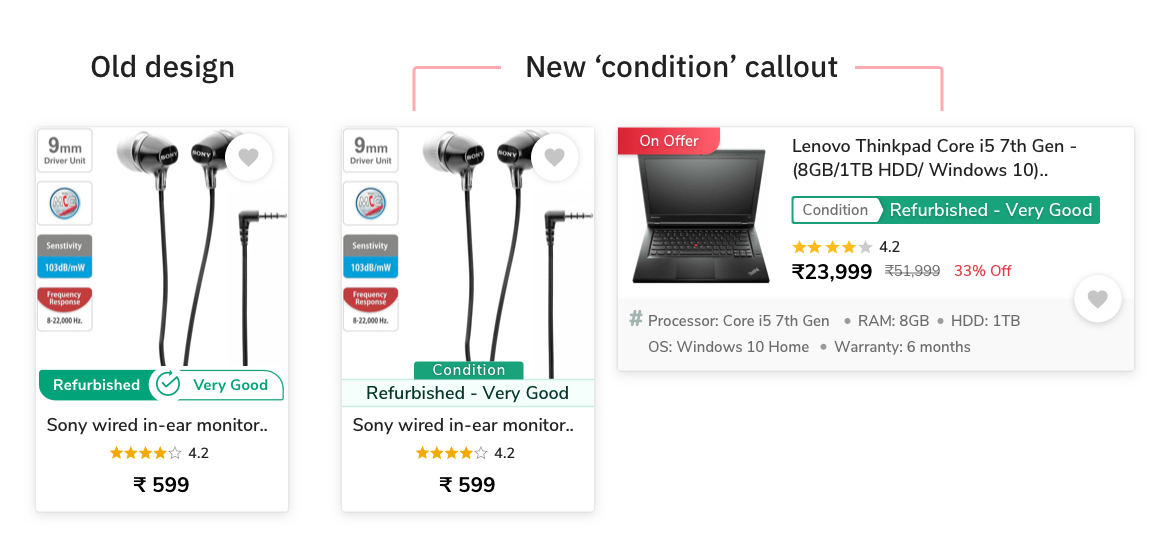 Old design
New ‘condition’ callout
9mm
Driver Unit
SONY
SONY
Senstivity
103dB/mW
Frequency
Response
8-22,000 Hz.
Refurbished
Very Good
Sony wired in-ear monitor..
4.2
₹ 599
9mm
Driver Unit
SONY
SONY
Senstivity
103dB/mW
Frequency
Response
8-22,000 Hz.
Condition
Refurbished - Very Good
Sony wired in-ear monitor..
4.2
₹ 599
On Offer
Lenovo Thinkpad Core i5 7th Gen -
(8GB/1TB HDD/ Windows 10)..
Condition Refurbished - Very Good
4.2
₹23,999 ₹51,999 33% Off
# Processor: Core i5 7th Gen • RAM: 8GB • HDD: 1TB
OS: Windows 10 Home • Warranty: 6 months